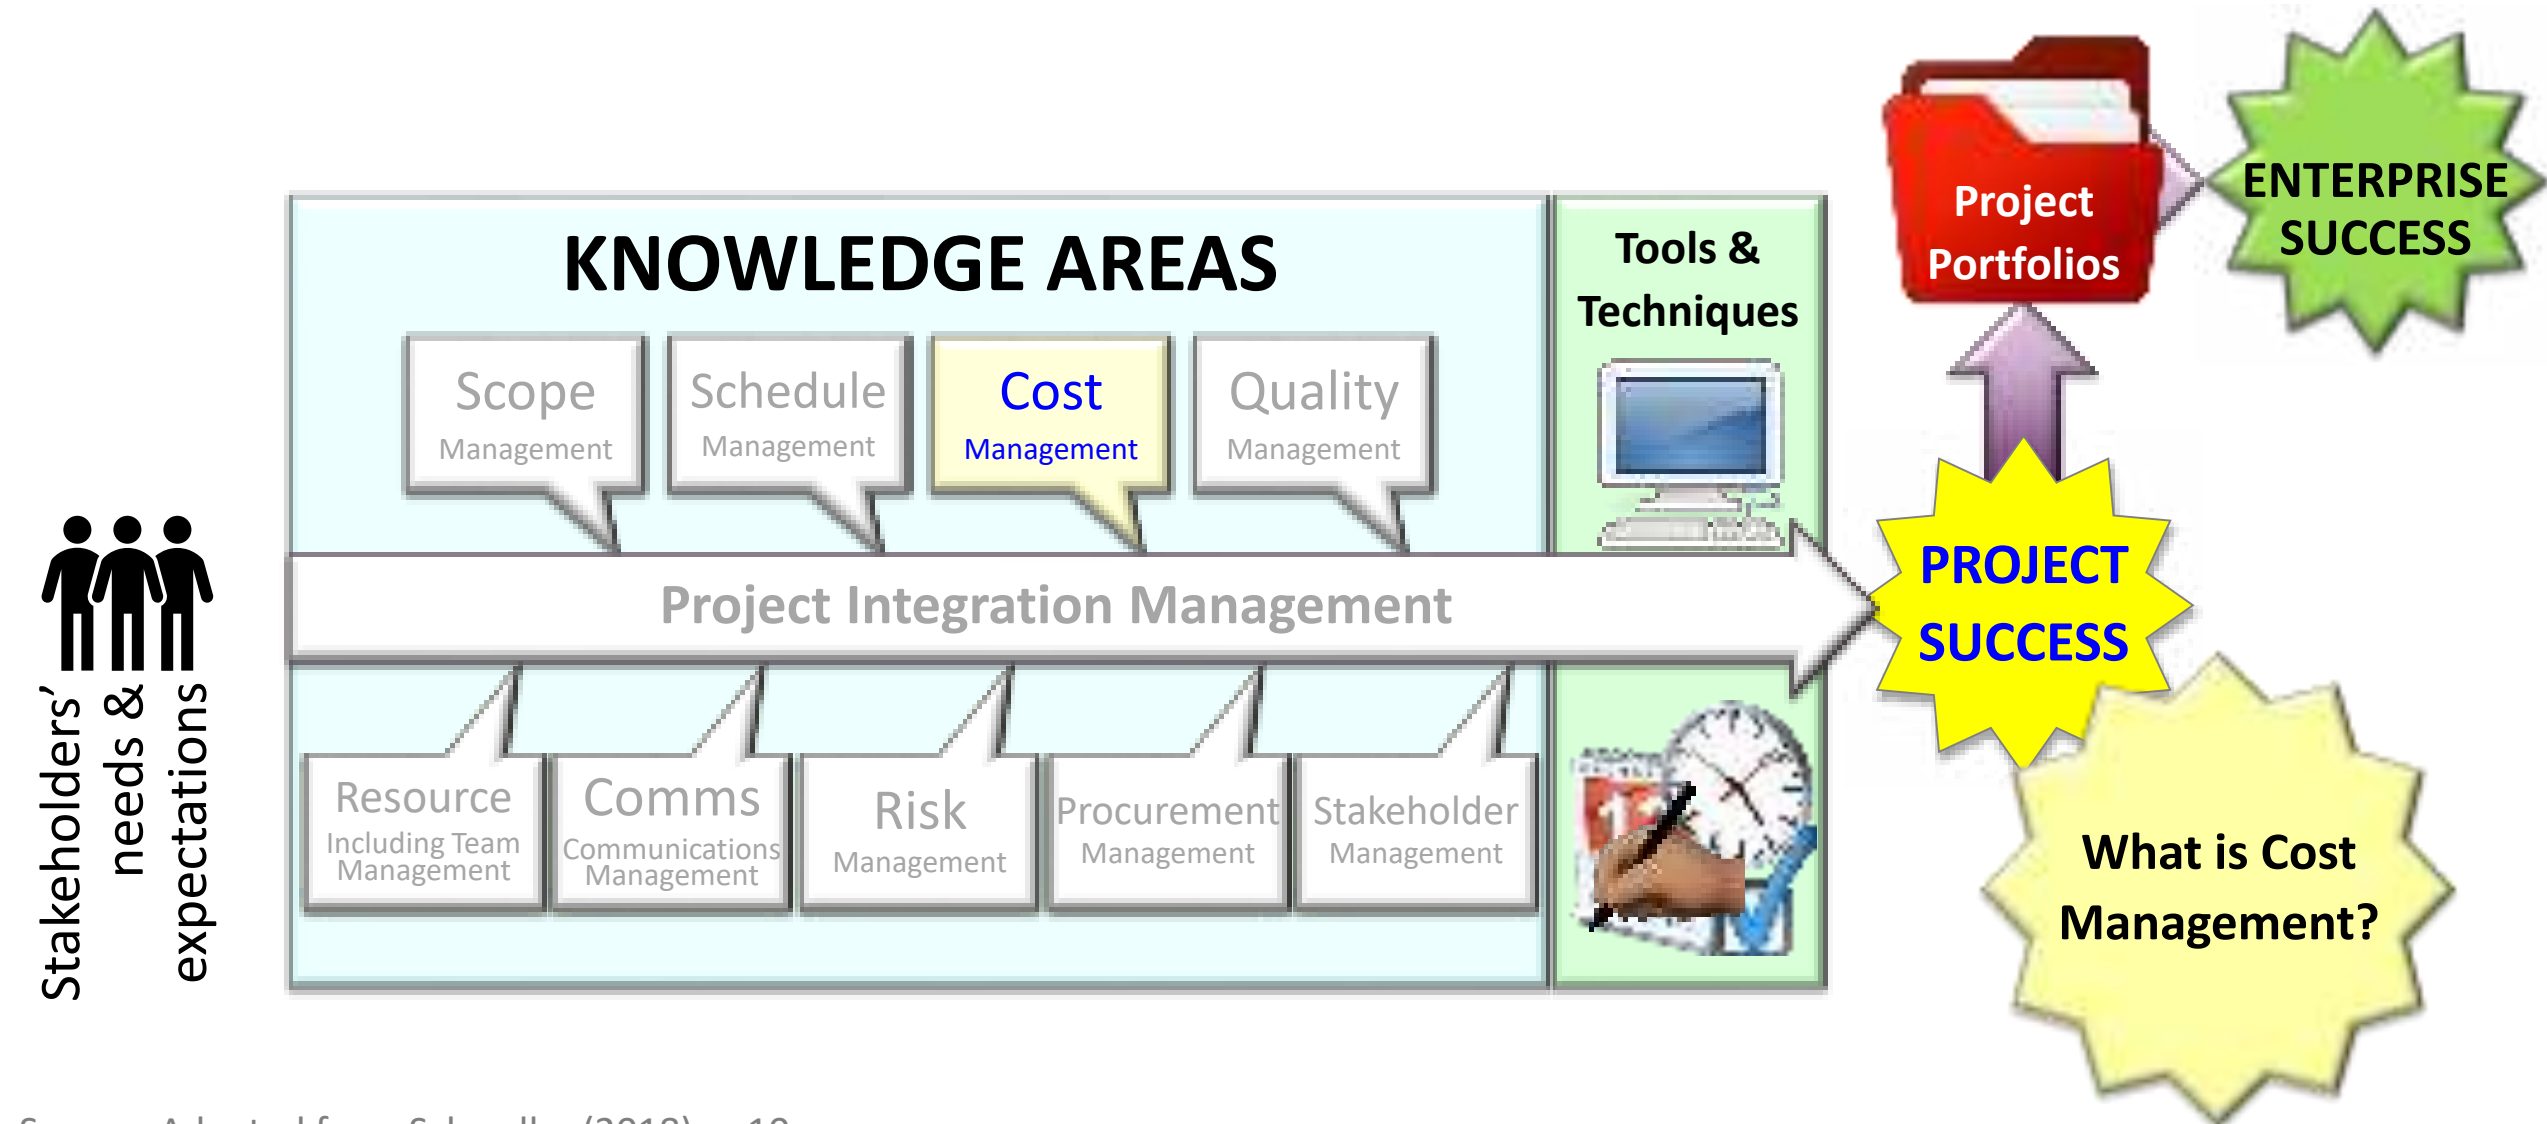 KNOWLEDGE AREAS
Scope
Management
Schedule
Management
Cost
Management
Quality
Management
Project Integration Management
Resource
Including Team
Management
Comms
Communications
Management
Risk
Management
Procurement
Management
Stakeholder
Management
Stakeholders’
needs &
expectations
Tools &
Techniques
Project
Portfolios
ENTERPRISE
SUCCESS
PROJECT
SUCCESS
What is Cost
Management?